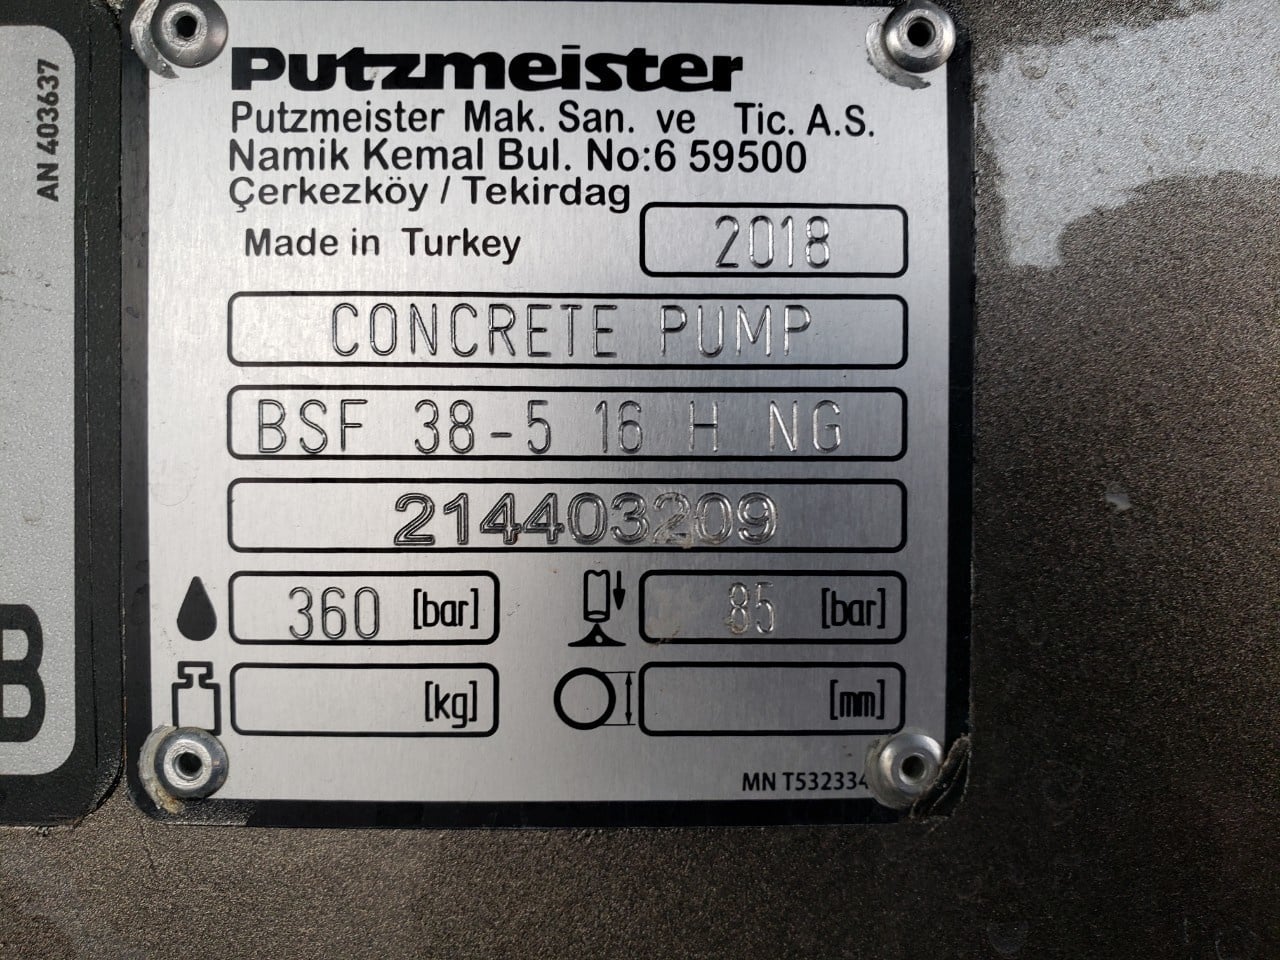 AN 403637
Putzmeister
Putzmeister Mak. San. ve Tic. A.S.
Namik Kemal Bul. No:6 59500
Çerkezköy / Tekirdag
Made in Turkey
2018
CONCRETE PUMP
BSF 38-5 16 H NG
214403209
360 [bar]
85 [bar]
[kg]
[mm]
B
MN